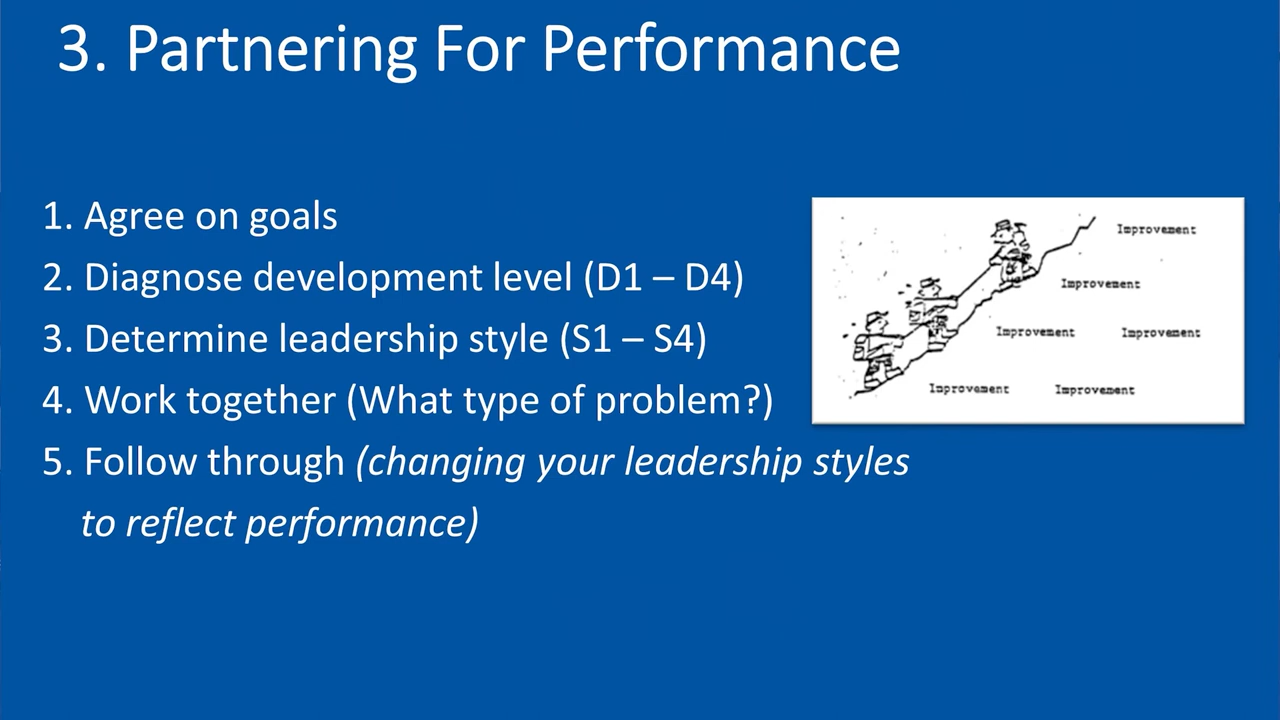 3. Partnering For Performance
1. Agree on goals
2. Diagnose development level (D1 – D4)
3. Determine leadership style (S1 – S4)
4. Work together (What type of problem?)
5. Follow through (changing your leadership styles
to reflect performance)
Improvement
Improvement
Improvement Improvement
Improvement Improvement